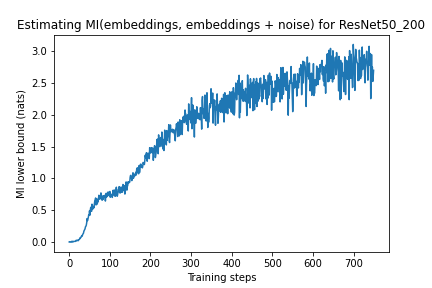 Estimating MI(embeddings, embeddings + noise) for ResNet50_200
MI lower bound (nats)
3.0
2.5
2.0
1.5
1.0
0.5
0.0
0 100 200 300 400 500 600 700
Training steps